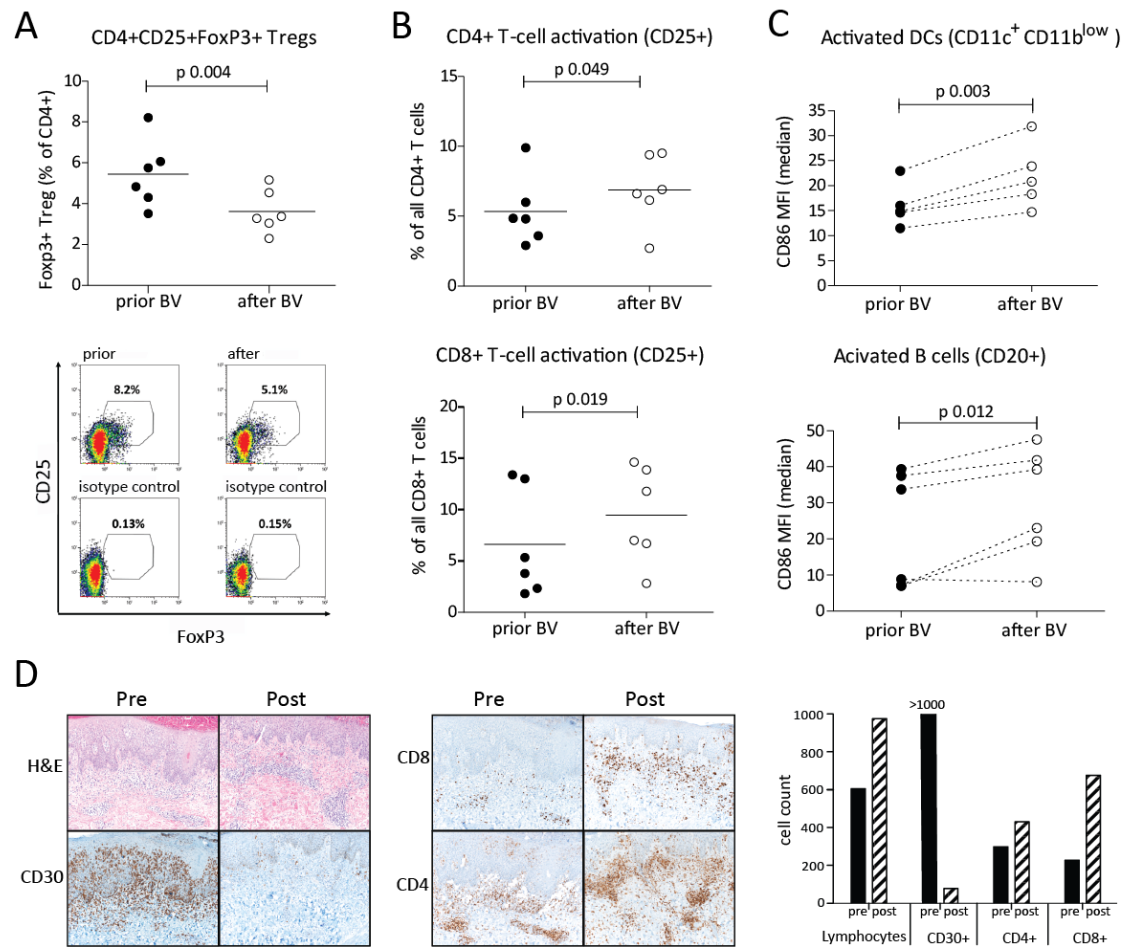 A
CD4+CD25+FoxP3+ Tregs
p 0.004
Foxp3+ Treg (% of CD4+)
10
8
6
4
2
0
prior BV
after BV
prior
after
8.2%
5.1%
isotype control
isotype control
0.13%
0.15%
CD25
FoxP3
B
CD4+ T-cell activation (CD25+)
p 0.049
% of all CD4+ T cells
15
10
5
0
prior BV
after BV
CD8+ T-cell activation (CD25+)
p 0.019
% of all CD8+ T cells
20
15
10
5
0
prior BV
after BV
C
Activated DCs (CD11c+ CD11blow )
p 0.003
CD86 MFI (median)
35
30
25
20
15
10
5
0
prior BV
after BV
Acivated B cells (CD20+)
p 0.012
CD86 MFI (median)
50
40
30
20
10
0
prior BV
after BV
D
Pre
Post
H&E
CD30
Pre
Post
CD8
CD4
>1000
cell count
1000
800
600
400
200
0
pre post
pre post
pre post
pre post
Lymphocytes
CD30+
CD4+
CD8+